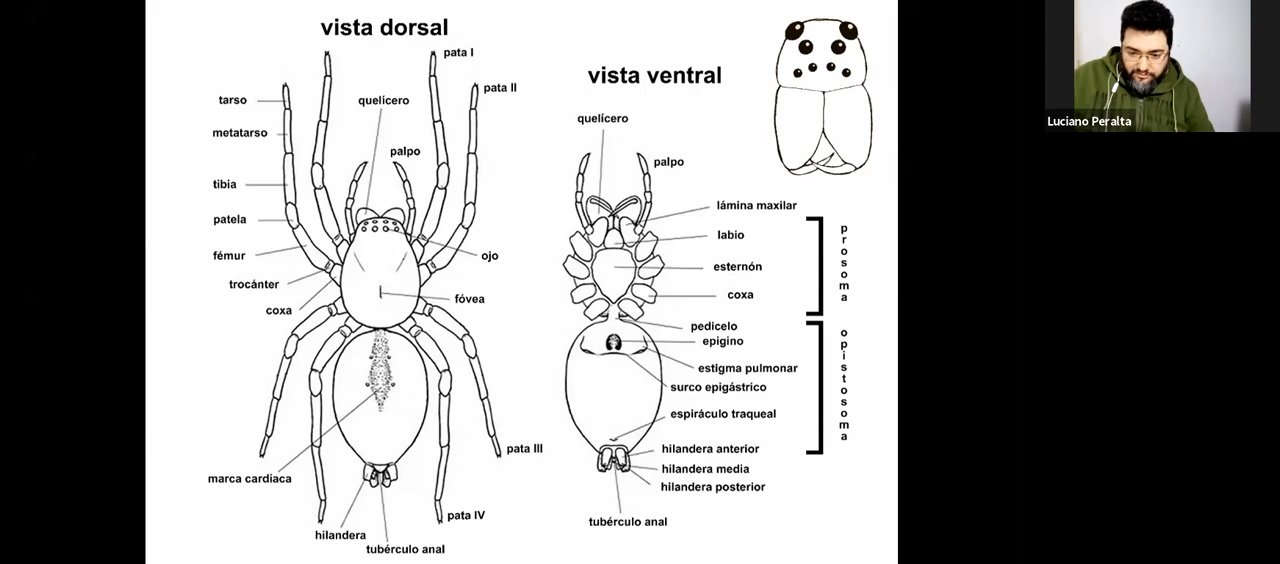 vista dorsal
pata I
pata II
tarso
quelícero
metatarso
palpo
tibia
patela
fémur
ojo
trocánter
fóvea
coxa
pata III
marca cardíaca
pata IV
hilandera
tubérculo anal
vista ventral
quelícero
palpo
lámina maxilar
labio
esternón
coxa
pedicelo
epigino
estigma pulmonar
surco epigástrico
espiráculo traqueal
hilandera anterior
hilandera media
hilandera posterior
tubérculo anal
prosoma
opistosoma
Luciano Peralta